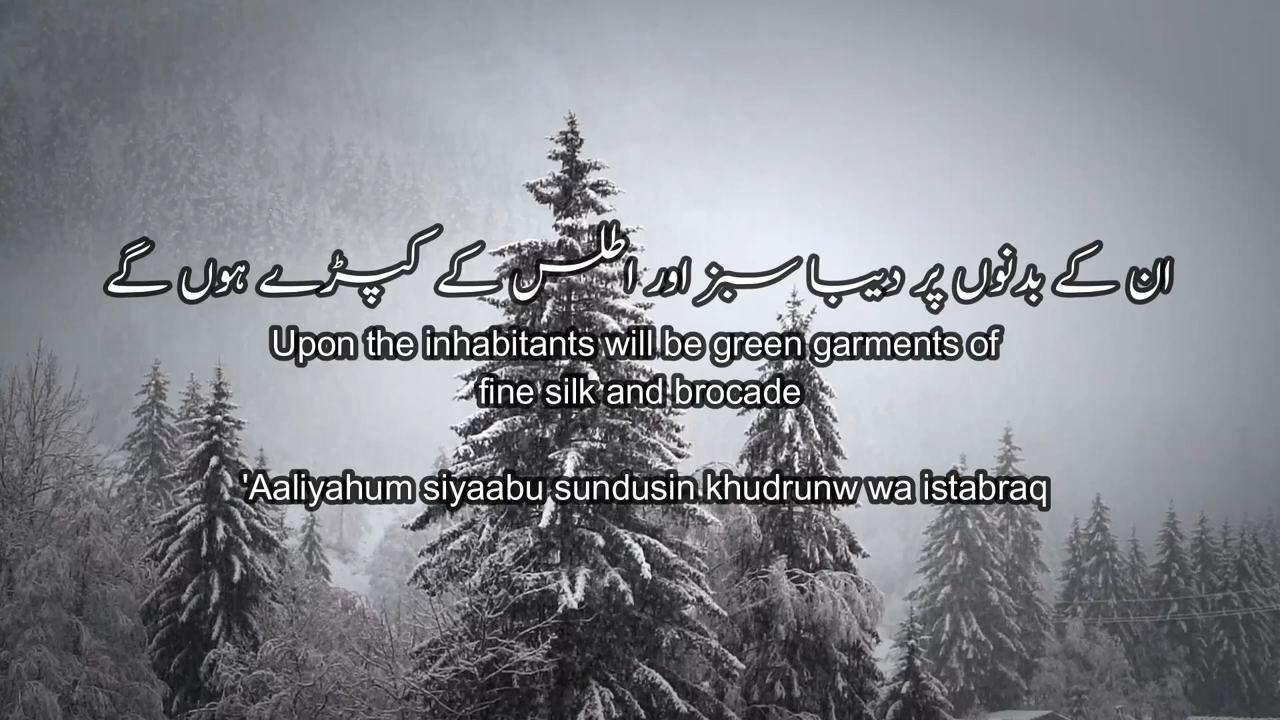 ان کے بدنوں پر دیبا سبز اور اطلس کے کپڑے ہوں گے
Upon the inhabitants will be green garments of
fine silk and brocade
'Aaliyahum siyaabu sundusin khudrunw wa istabraq